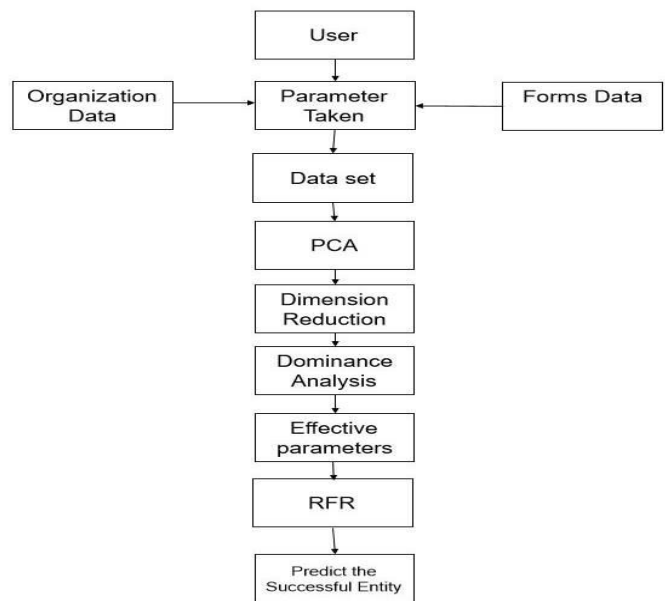 User
Organization
Data
Parameter
Taken
Forms Data
Data set
PCA
Dimension
Reduction
Dominance
Analysis
Effective
parameters
RFR
Predict the
Successful Entity